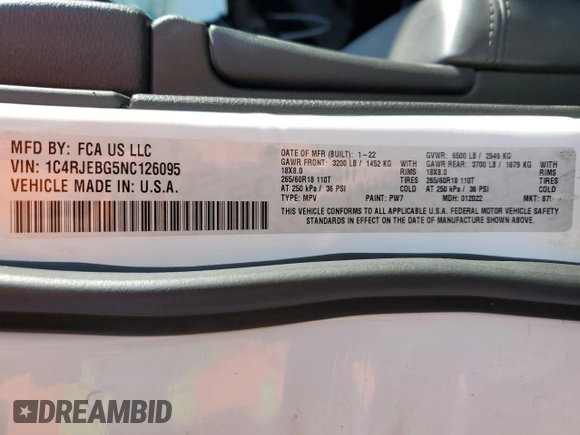 MFD BY: FCA US LLC
VIN: 1C4RJEBG5NC126095
VEHICLE MADE IN: U.S.A.
DATE OF MFR (BUILT): 1-22 GVWR: 6500 LB / 2949 KG
GAWR FRONT: 3200 LB / 1452 KG GAWR REAR: 3700 LB / 1679 KG
18X8.0 RIMS 18X8.0 RIMS
265/60R18 110T TIRES 265/60R18 110T TIRES
AT 250 kPa / 36 PSI AT 250 kPa / 36 PSI
TYPE: MPV PAINT: PW7 MDH: 012022 MKT:
THIS VEHICLE CONFORMS TO ALL APPLICABLE U.S.A. FEDERAL MOTOR VEHICLE SAFETY
STANDARDS IN EFFECT ON THE DATE OF MANUFACTURE SHOWN ABOVE.
DREAMBID